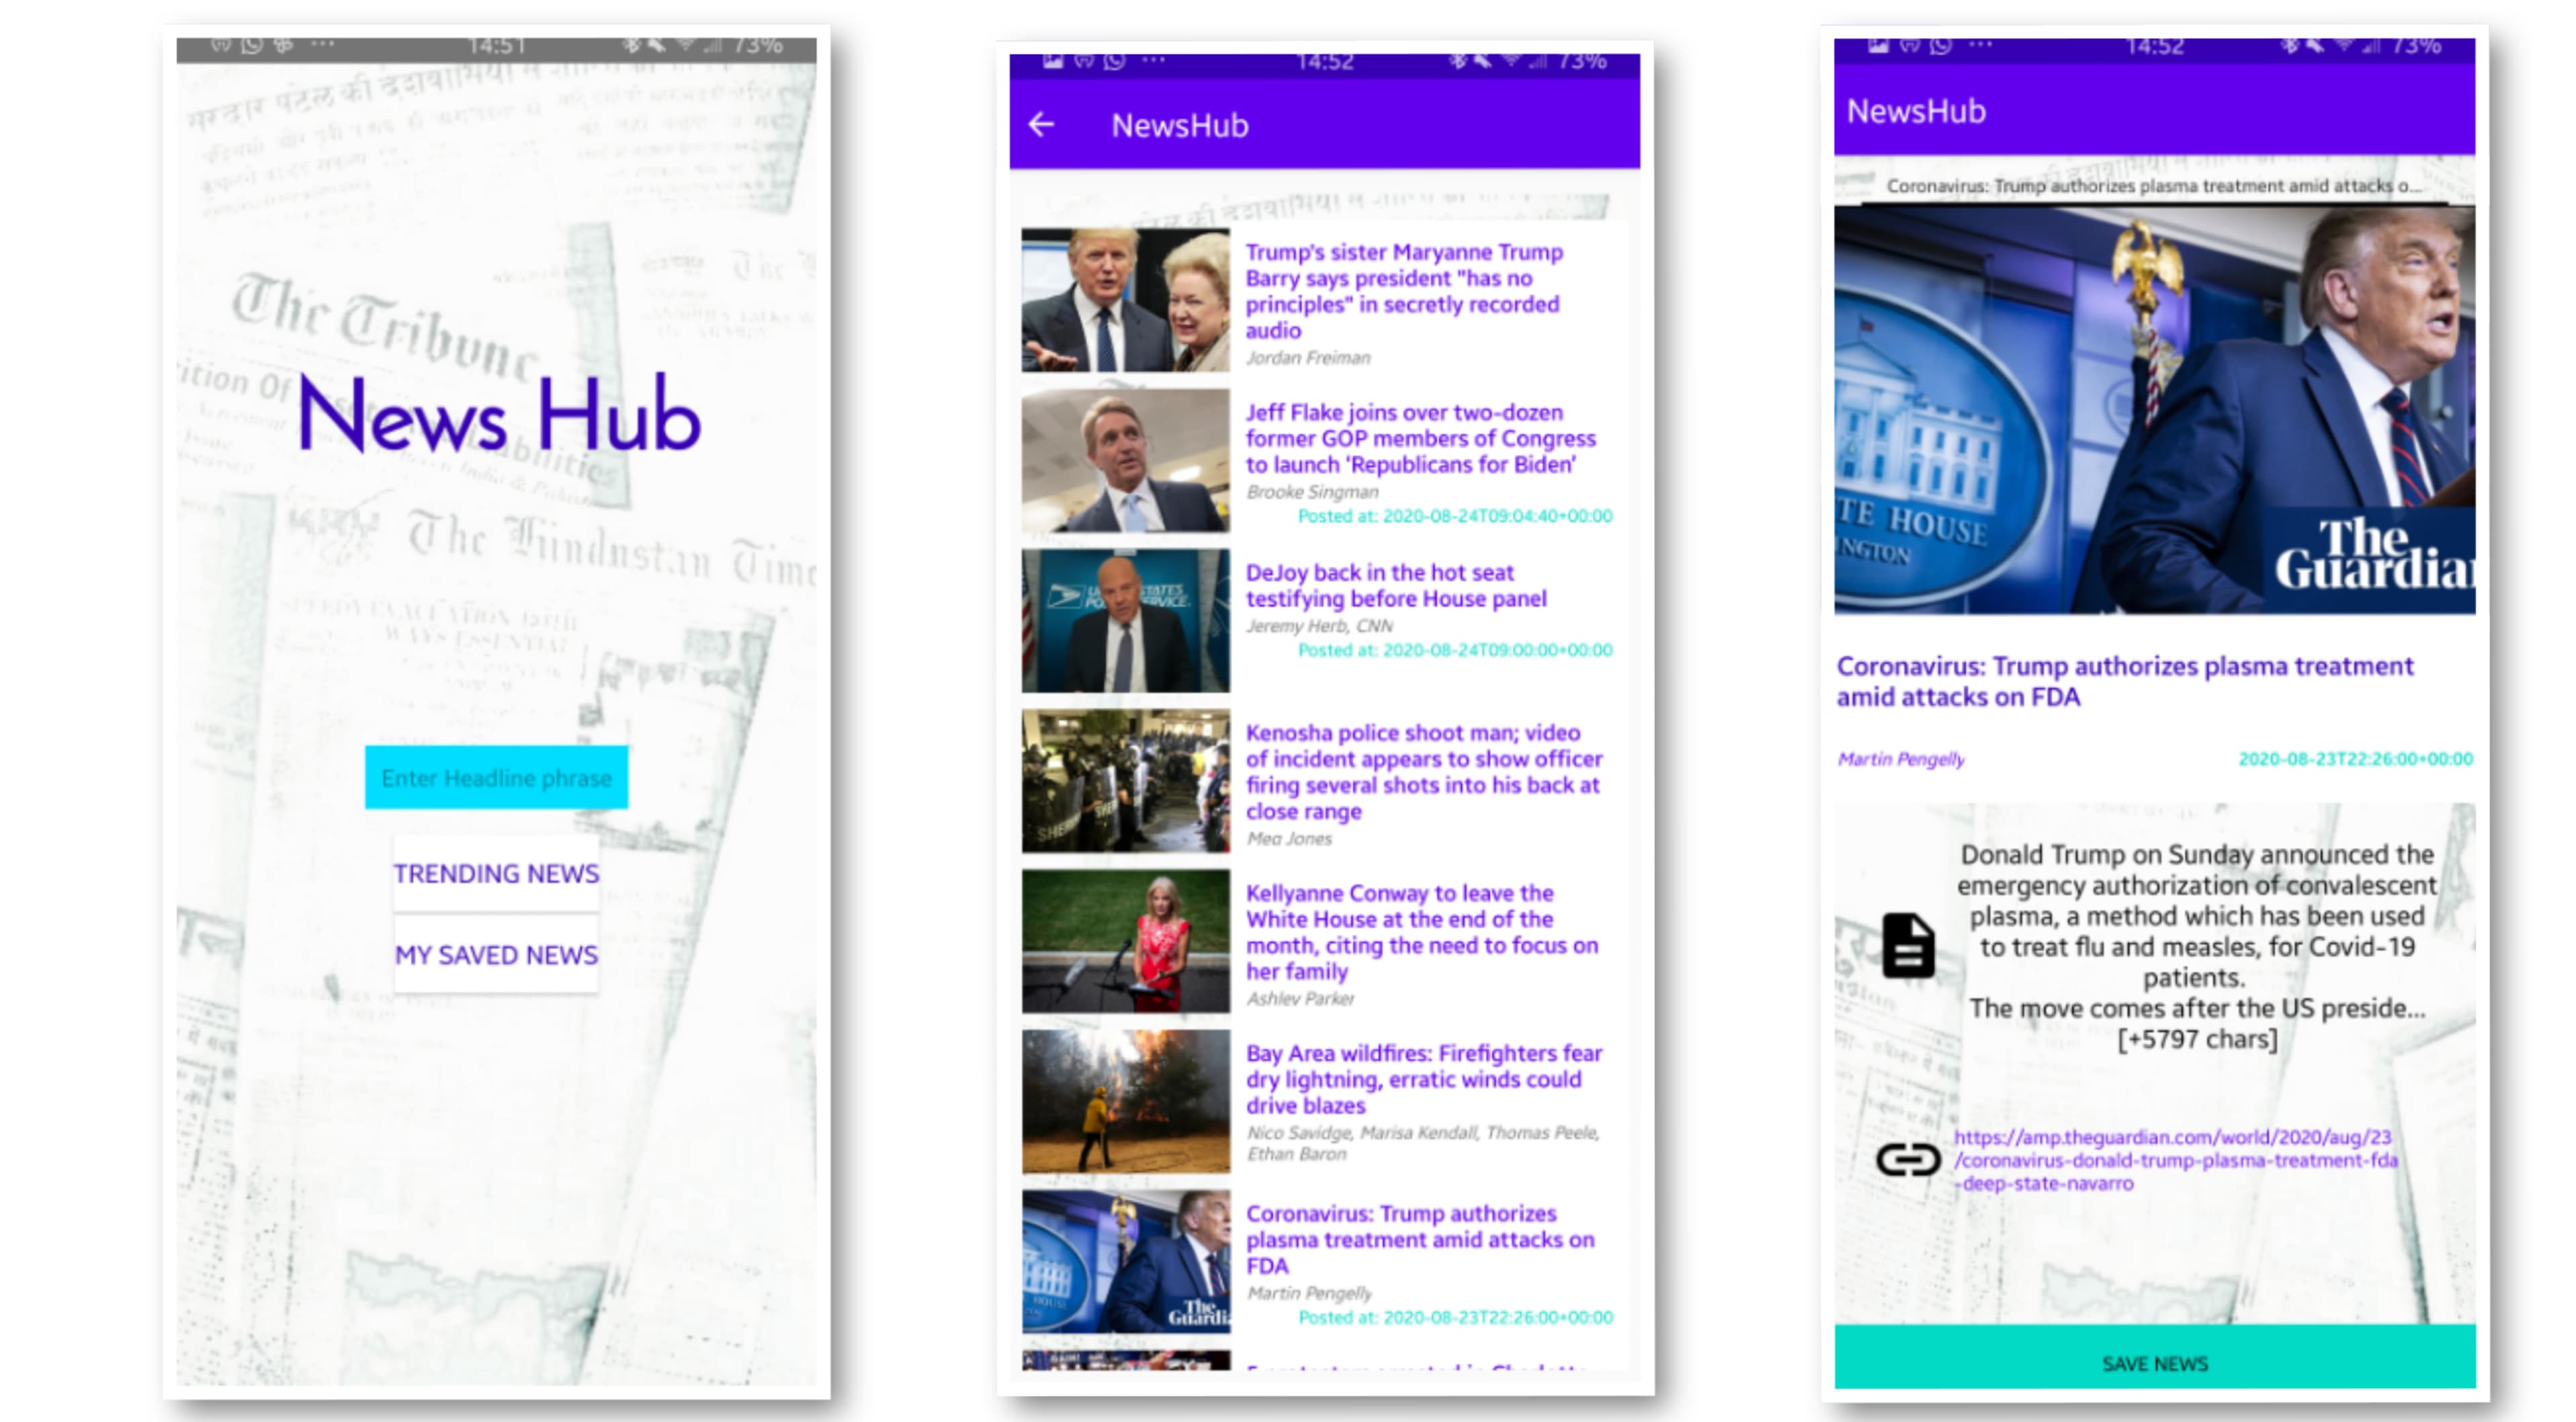 14:51
73%
सरदार पटेल की देशवासियों से
The Tribune
ition Of
News Hub
The Hindustan Time
Enter Headline phrase
TRENDING NEWS
MY SAVED NEWS
14:52
73%
NewsHub
Trump's sister Maryanne Trump
Barry says president "has no
principles" in secretly recorded
audio
Jordan Freiman
Jeff Flake joins over two-dozen
former GOP members of Congress
to launch ‘Republicans for Biden’
Brooke Singman
Posted at: 2020-08-24T09:04:40+00:00
DeJoy back in the hot seat
testifying before House panel
Jeremy Herb, CNN
Posted at: 2020-08-24T09:00:00+00:00
Kenosha police shoot man; video
of incident appears to show officer
firing several shots into his back at
close range
Meg Jones
Kellyanne Conway to leave the
White House at the end of the
month, citing the need to focus on
her family
Ashley Parker
Bay Area wildfires: Firefighters fear
dry lightning, erratic winds could
drive blazes
Nico Savidge, Marisa Kendall, Thomas Peele,
Ethan Baron
Coronavirus: Trump authorizes
plasma treatment amid attacks on
FDA
Martin Pengelly
Posted at: 2020-08-23T22:26:00+00:00
14:52
73%
NewsHub
Coronavirus: Trump authorizes plasma treatment amid attacks o...
TE HOUSE
NGTON
The
Guardia
Coronavirus: Trump authorizes plasma treatment
amid attacks on FDA
Martin Pengelly
2020-08-23T22:26:00+00:00
Donald Trump on Sunday announced the
emergency authorization of convalescent
plasma, a method which has been used
to treat flu and measles, for Covid-19
patients.
The move comes after the US preside…
[+5797 chars]
https://amp.theguardian.com/world/2020/aug/23
/coronavirus-donald-trump-plasma-treatment-fda
-deep-state-navarro
SAVE NEWS